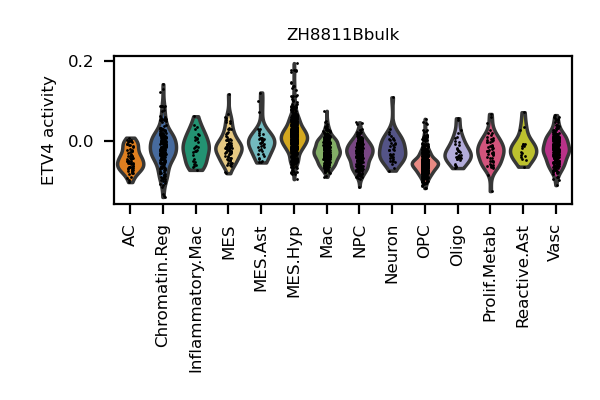 ZH8811Bbulk
ETV4 activity
0.2
0.0
AC
Chromatin.Reg
Inflammatory.Mac
MES
MES.Ast
MES.Hyp
Mac
NPC
Neuron
OPC
Oligo
Prolif.Metab
Reactive.Ast
Vasc